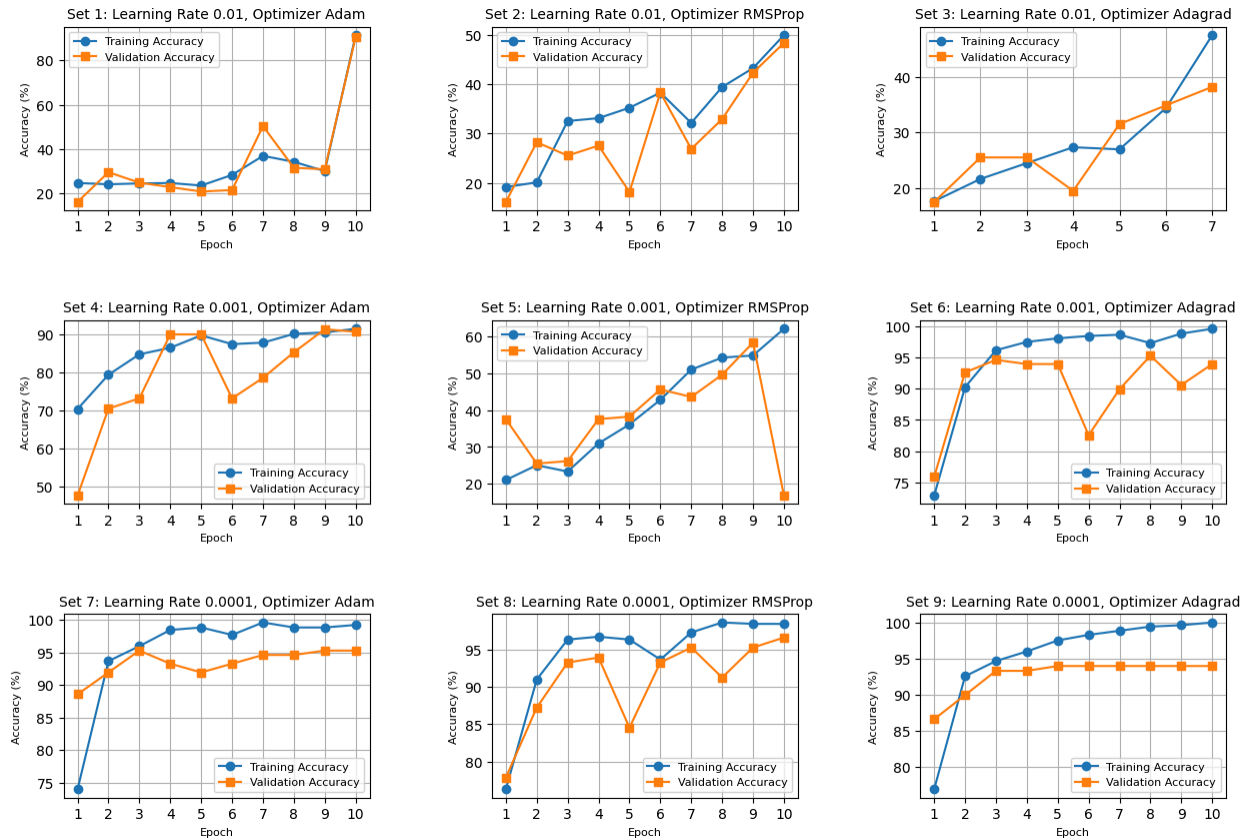 Set 1: Learning Rate 0.01, Optimizer Adam
Training Accuracy
Validation Accuracy
Accuracy (%)
80
60
40
20
1 2 3 4 5 6 7 8 9 10
Epoch
Set 2: Learning Rate 0.01, Optimizer RMSProp
Training Accuracy
Validation Accuracy
Accuracy (%)
50
40
30
20
1 2 3 4 5 6 7 8 9 10
Epoch
Set 3: Learning Rate 0.01, Optimizer Adagrad
Training Accuracy
Validation Accuracy
Accuracy (%)
40
30
20
1 2 3 4 5 6 7
Epoch
Set 4: Learning Rate 0.001, Optimizer Adam
Accuracy (%)
90
80
70
60
50
Training Accuracy
Validation Accuracy
1 2 3 4 5 6 7 8 9 10
Epoch
Set 5: Learning Rate 0.001, Optimizer RMSProp
Training Accuracy
Validation Accuracy
Accuracy (%)
60
50
40
30
20
1 2 3 4 5 6 7 8 9 10
Epoch
Set 6: Learning Rate 0.001, Optimizer Adagrad
Accuracy (%)
100
95
90
85
80
75
Training Accuracy
Validation Accuracy
1 2 3 4 5 6 7 8 9 10
Epoch
Set 7: Learning Rate 0.0001, Optimizer Adam
Accuracy (%)
100
95
90
85
80
75
Training Accuracy
Validation Accuracy
1 2 3 4 5 6 7 8 9 10
Epoch
Set 8: Learning Rate 0.0001, Optimizer RMSProp
Accuracy (%)
95
90
85
80
Training Accuracy
Validation Accuracy
1 2 3 4 5 6 7 8 9 10
Epoch
Set 9: Learning Rate 0.0001, Optimizer Adagrad
Accuracy (%)
100
95
90
85
80
Training Accuracy
Validation Accuracy
1 2 3 4 5 6 7 8 9 10
Epoch